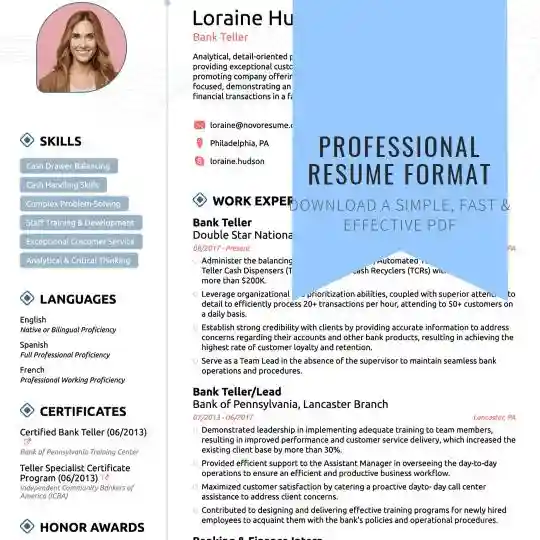 Loraine Hu
Bank Teller
Analytical, detail-oriented p
providing exceptional custo
promoting company offerin
focused, demonstrating an
financial transactions in a fa
loraine@novoresume.c
Philadelphia, PA
loraine.hudson
SKILLS
Cash Drawer Balancing
Cash Handling Skills
Complex Problem-Solving
Staff Training & Development
Exceptional Customer Service
Analytical & Critical Thinking
LANGUAGES
English
Native or Bilingual Proficiency
Spanish
Full Professional Proficiency
French
Professional Working Proficiency
CERTIFICATES
Certified Bank Teller (06/2013)
Bank of Pennsylvania Training Center
Teller Specialist Certificate
Program (06/2013)
Independent Community Bankers of
America (ICBA)
HONOR AWARDS
PROFESSIONAL
RESUME FORMAT
DOWNLOAD A SIMPLE, FAST &
EFFECTIVE PDF
WORK EXPER
Bank Teller
Double Star Nationa
08/2017 - Present PA
Administer the balancing Automated T
Teller Cash Dispensers (T ash Recyclers (TCRs) wi
more than $200K.
Leverage organizational prioritization abilities, coupled with superior attent to
detail to efficiently process 20+ transactions per hour, attending to 50+ customers on
a daily basis.
Establish strong credibility with clients by providing accurate information to address
concerns regarding their accounts and other bank products, resulting in achieving the
highest rate of customer loyalty and retention.
Serve as a Team Lead in the absence of the supervisor to maintain seamless bank
operations and procedures.
Bank Teller/Lead
Bank of Pennsylvania, Lancaster Branch
07/2013 - 06/2017 Lancaster, PA
Demonstrated leadership in implementing adequate training to team members,
resulting in improved performance and customer service delivery, which increased the
existing client base by more than 30%.
Provided efficient support to the Assistant Manager in overseeing the day-to-day
operations to ensure an efficient and productive business workflow.
Maximized customer satisfaction by catering a proactive dayto- day call center
assistance to address client concerns.
Contributed to designing and delivering effective training programs for newly hired
employees to acquaint them with the bank's policies and operational procedures.
Banking & Finance Intern